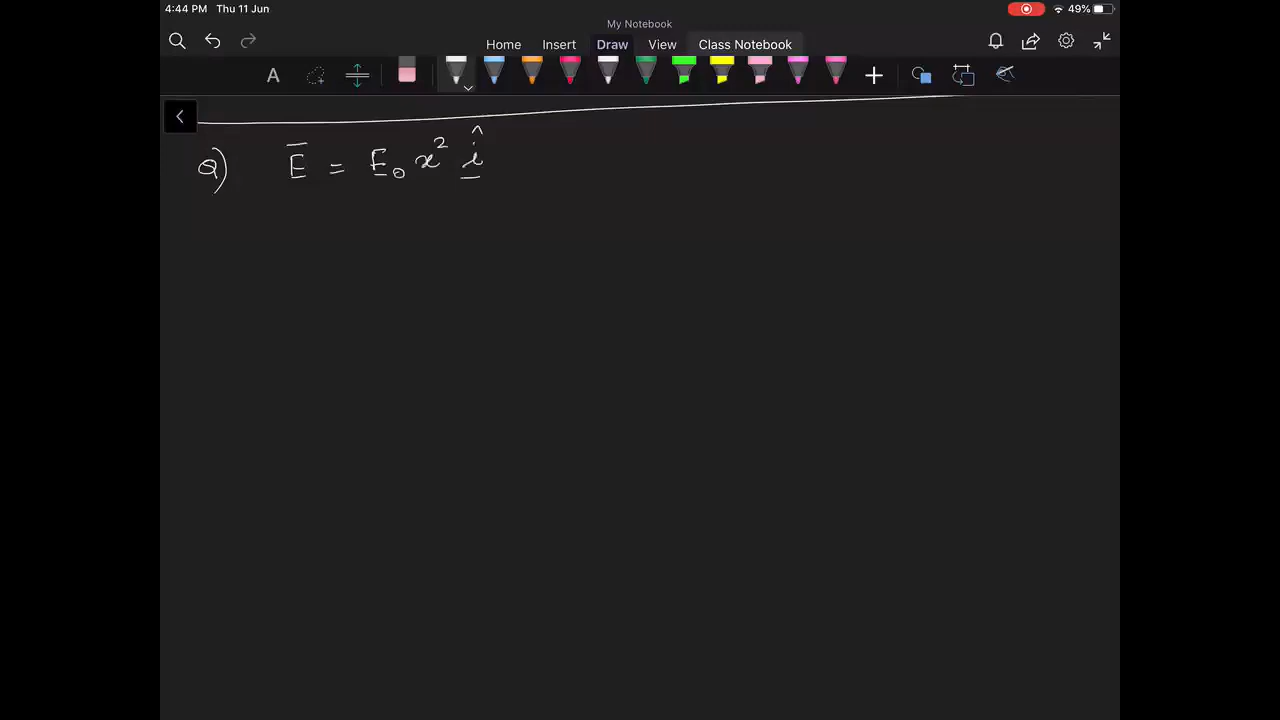 4:44 PM Thu 11 Jun 49%
My Notebook
Home Insert Draw View Class Notebook
A
Q) E̅ = E₀ x² î